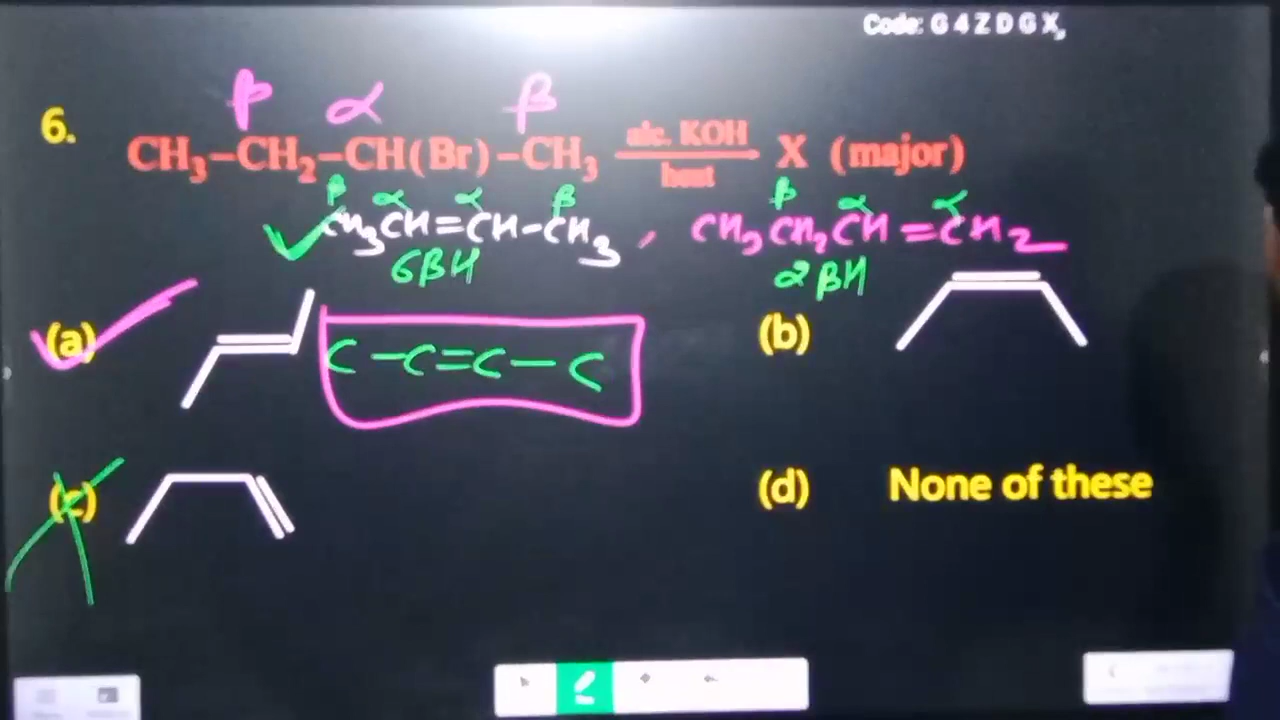 Code: G4ZDGX,
β α β
6. CH₃–CH₂–CH(Br)–CH₃ alc. KOH heat X (major)
β α α β β α α
CH₃CH=CH-CH₃, CH₃CH₂CH=CH₂
6βH 2βH
(a) C-C=C-C (b)
(c) (d) None of these